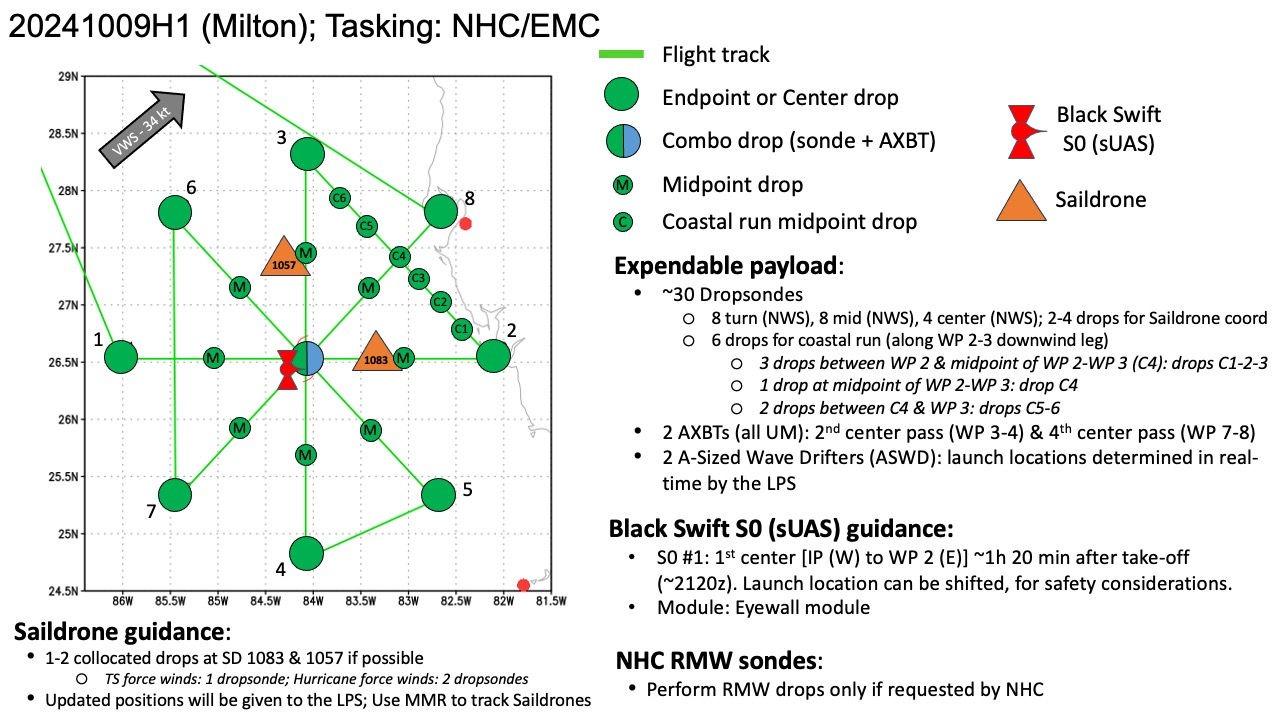 20241009H1 (Milton); Tasking: NHC/EMC
Flight track
Endpoint or Center drop
Combo drop (sonde + AXBT)
M
Midpoint drop
C
Coastal run midpoint drop
Black Swift
S0 (sUAS)
Saildrone
29N
28.5N
28N
27.5N
27N
26.5N
26N
25.5N
25N
24.5N
86W
85.5W
85W
84.5W
84W
83.5W
83W
82.5W
82W
81.5W
VWS - 34 kt
3
6
8
C6
C5
C4
C3
C2
C1
M
1057
M
M
1
2
M
1083
M
M
M
M
7
5
4
Expendable payload:
• ~30 Dropsondes
○ 8 turn (NWS), 8 mid (NWS), 4 center (NWS); 2-4 drops for Saildrone coord
○ 6 drops for coastal run (along WP 2-3 downwind leg)
○ 3 drops between WP 2 & midpoint of WP 2-WP 3 (C4): drops C1-2-3
○ 1 drop at midpoint of WP 2-WP 3: drop C4
○ 2 drops between C4 & WP 3: drops C5-6
• 2 AXBTs (all UM): 2nd center pass (WP 3-4) & 4th center pass (WP 7-8)
• 2 A-Sized Wave Drifters (ASWD): launch locations determined in real-
time by the LPS
Black Swift S0 (sUAS) guidance:
• S0 #1: 1st center [IP (W) to WP 2 (E)] ~1h 20 min after take-off
(~2120z). Launch location can be shifted, for safety considerations.
• Module: Eyewall module
NHC RMW sondes:
• Perform RMW drops only if requested by NHC
Saildrone guidance:
• 1-2 collocated drops at SD 1083 & 1057 if possible
○ TS force winds: 1 dropsonde; Hurricane force winds: 2 dropsondes
• Updated positions will be given to the LPS; Use MMR to track Saildrones